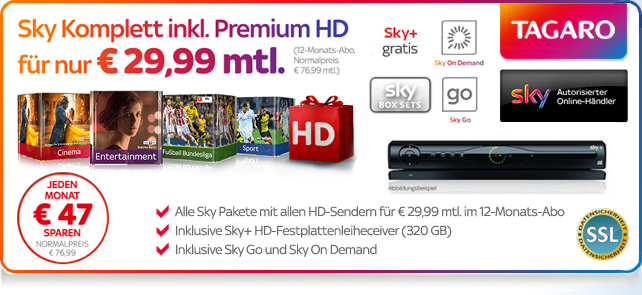 Sky Komplett inkl. Premium HD
für nur € 29,99 mtl.
(12-Monats-Abo,
Normalpreis
€ 76,99 mtl.)
Sky+
gratis
Sky On Demand
sky
BOX SETS
go
Sky Go
TAGARO
sky
Autorisierter
Online-Händler
Cinema
Entertainment
Fußball Bundesliga
Sport
HD
Abbildungsbeispiel
JEDEN
MONAT
€ 47
SPAREN
NORMALPREIS
€ 76,99
Alle Sky Pakete mit allen HD-Sendern für € 29,99 mtl. im 12-Monats-Abo
Inklusive Sky+ HD-Festplattenleiheceiver (320 GB)
Inklusive Sky Go und Sky On Demand
DATENSICHERHEIT
SSL
DATENSICHERHEIT